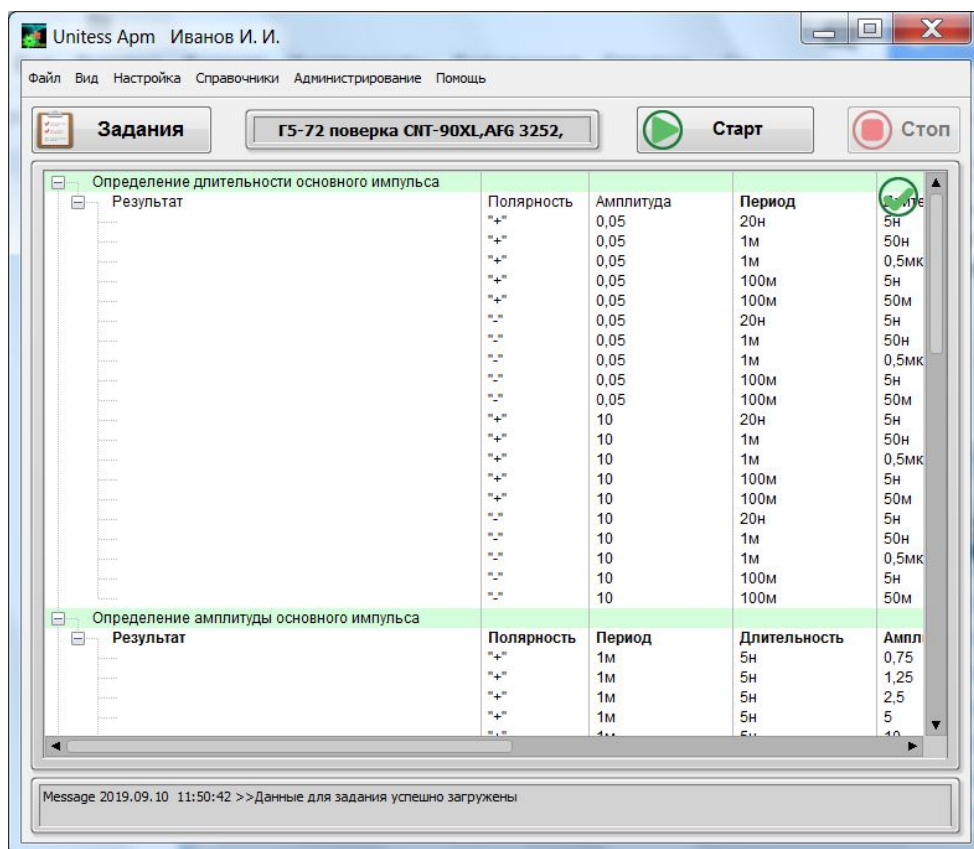 Unitess Apm Иванов И. И.
Файл Вид Настройка Справочники Администрирование Помощь
Задания Г5-72 поверка CNT-90XL,AFG 3252, Старт Стоп
Определение длительности основного импульса
Результат Полярность Амплитуда Период
"+" 0,05 20н 5н
"+" 0,05 1м 50н
"+" 0,05 1м 0,5мк
"+" 0,05 100м 5н
"+" 0,05 100м 50м
"-" 0,05 20н 5н
"-" 0,05 1м 50н
"-" 0,05 1м 0,5мк
"-" 0,05 100м 5н
"-" 0,05 100м 50м
"+" 10 20н 5н
"+" 10 1м 50н
"+" 10 1м 0,5мк
"+" 10 100м 5н
"+" 10 100м 50м
"-" 10 20н 5н
"-" 10 1м 50н
"-" 10 1м 0,5мк
"-" 10 100м 5н
"-" 10 100м 50м
Определение амплитуды основного импульса
Результат Полярность Период Длительность Ампл
"+" 1м 5н 0,75
"+" 1м 5н 1,25
"+" 1м 5н 2,5
"+" 1м 5н 5
Message 2019.09.10 11:50:42 >>Данные для задания успешно загружены